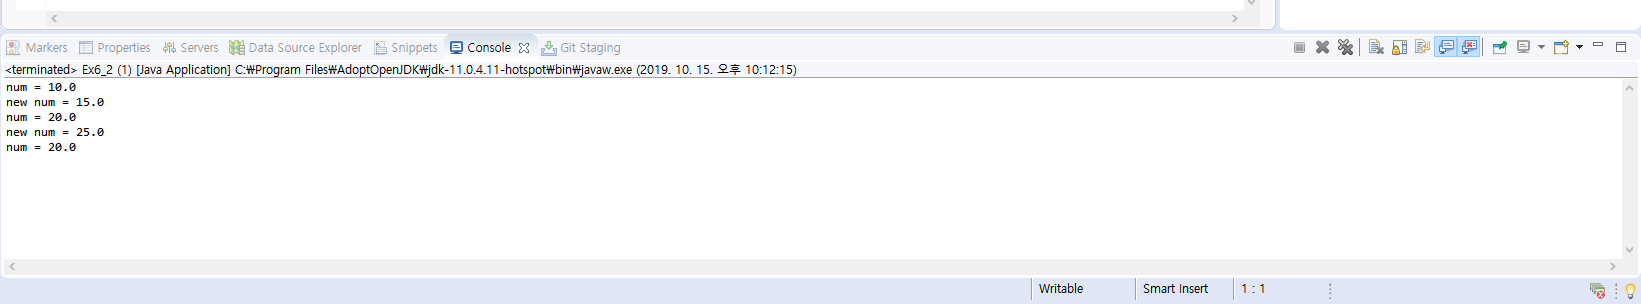 Markers Properties Servers Data Source Explorer Snippets Console Git Staging
<terminated> Ex6_2 (1) [Java Application] C:₩Program Files₩AdoptOpenJDK₩jdk-11.0.4.11-hotspot₩bin₩javaw.exe (2019. 10. 15. 오후 10:12:15)
num = 10.0
new num = 15.0
num = 20.0
new num = 25.0
num = 20.0
Writable Smart Insert 1 : 1